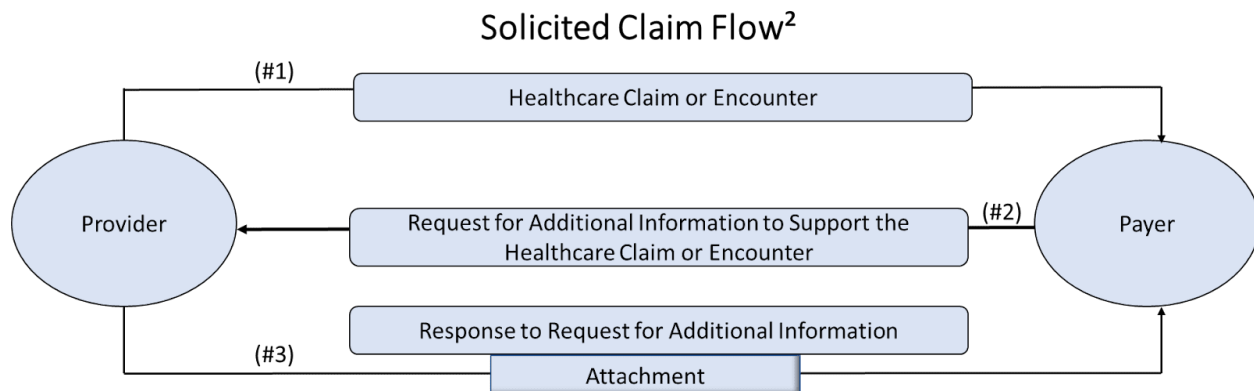 Solicited Claim Flow²
(#1)
Healthcare Claim or Encounter
Provider
Request for Additional Information to Support the
Healthcare Claim or Encounter
(#2)
Payer
Response to Request for Additional Information
(#3)
Attachment